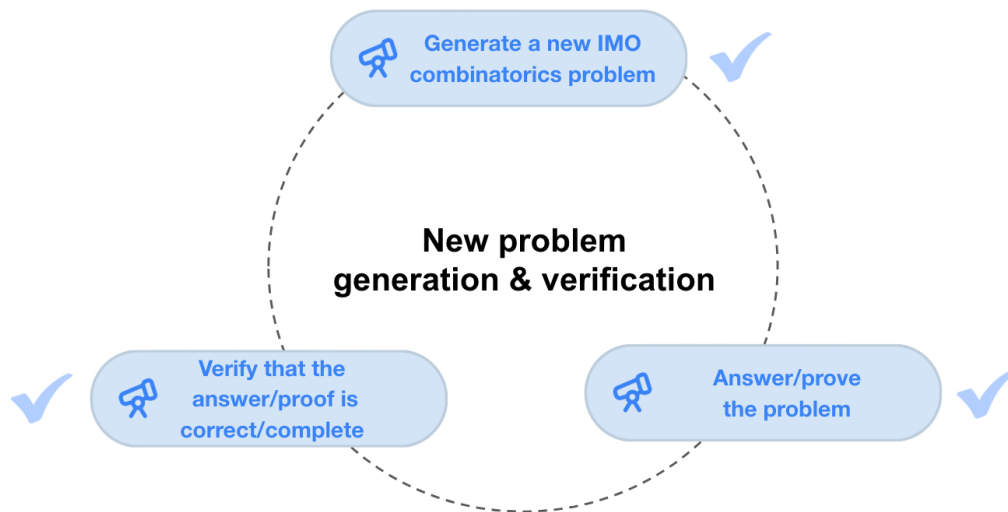 Generate a new IMO
combinatorics problem
New problem
generation & verification
Verify that the
answer/proof is
correct/complete
Answer/prove
the problem